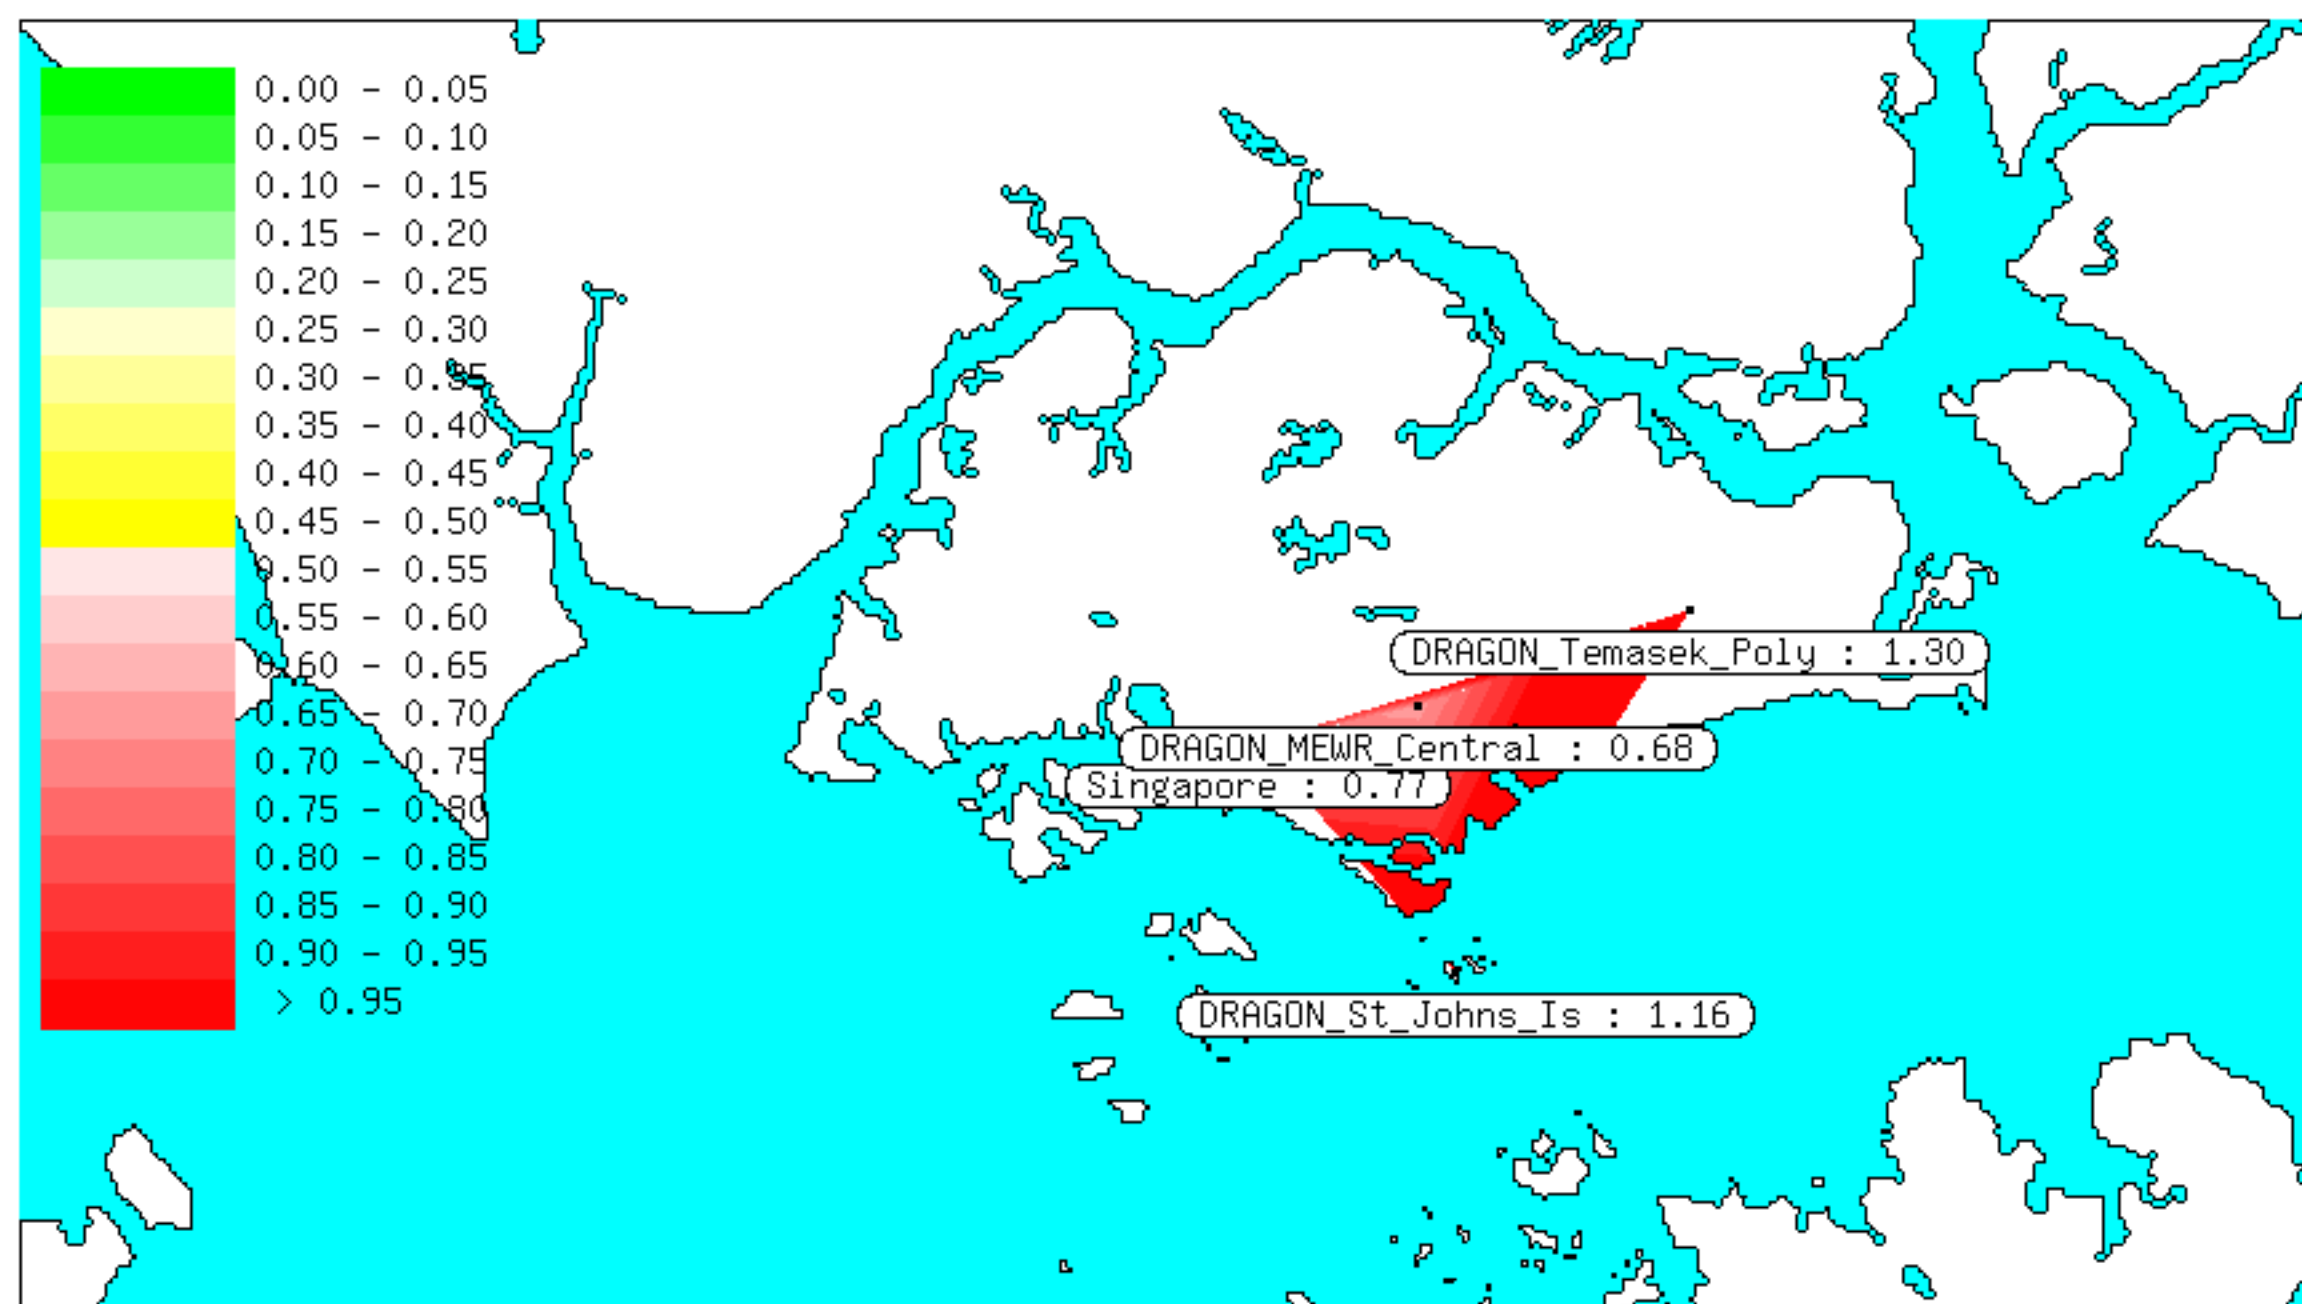 0.00 - 0.05
0.05 - 0.10
0.10 - 0.15
0.15 - 0.20
0.20 - 0.25
0.25 - 0.30
0.30 - 0.35
0.35 - 0.40
0.40 - 0.45
0.45 - 0.50
0.50 - 0.55
0.55 - 0.60
0.60 - 0.65
0.65 - 0.70
0.70 - 0.75
0.75 - 0.80
0.80 - 0.85
0.85 - 0.90
0.90 - 0.95
> 0.95
DRAGON_Temasek_Poly : 1.30
DRAGON_MEWR_Central : 0.68
Singapore : 0.77
DRAGON_St_Johns_Is : 1.16